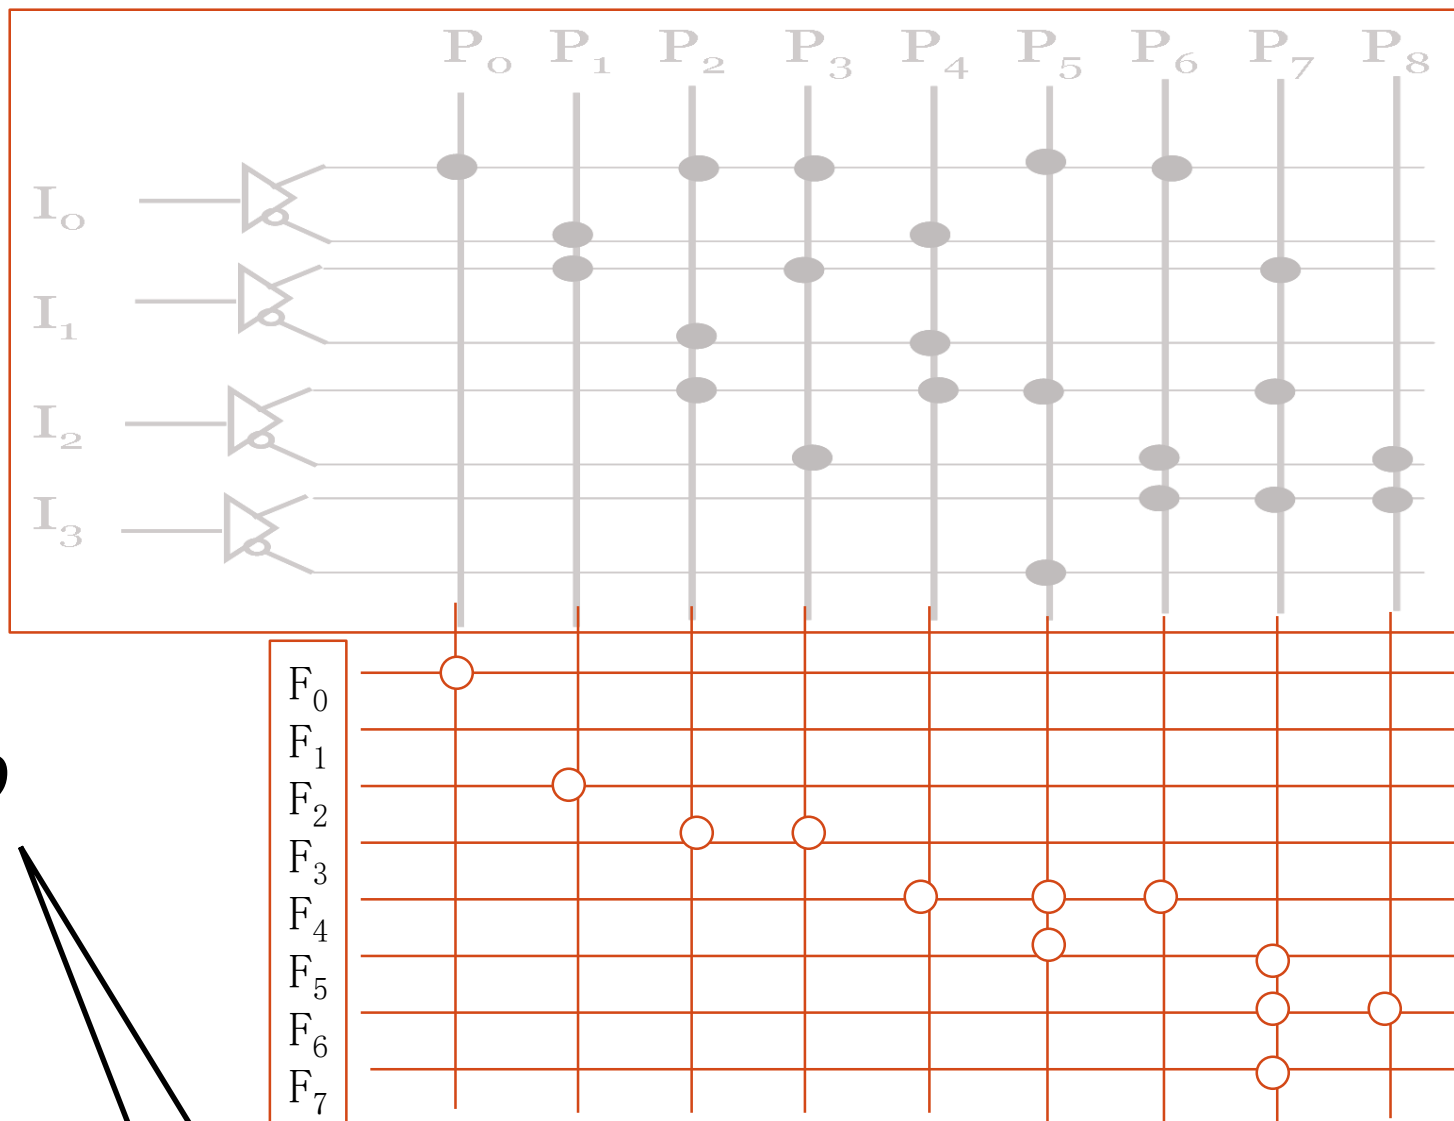 P₀ P₁ P₂ P₃ P₄ P₅ P₆ P₇ P₈
I₀
I₁
I₂
I₃
F₀
F₁
F₂
F₃
F₄
F₅
F₆
F₇